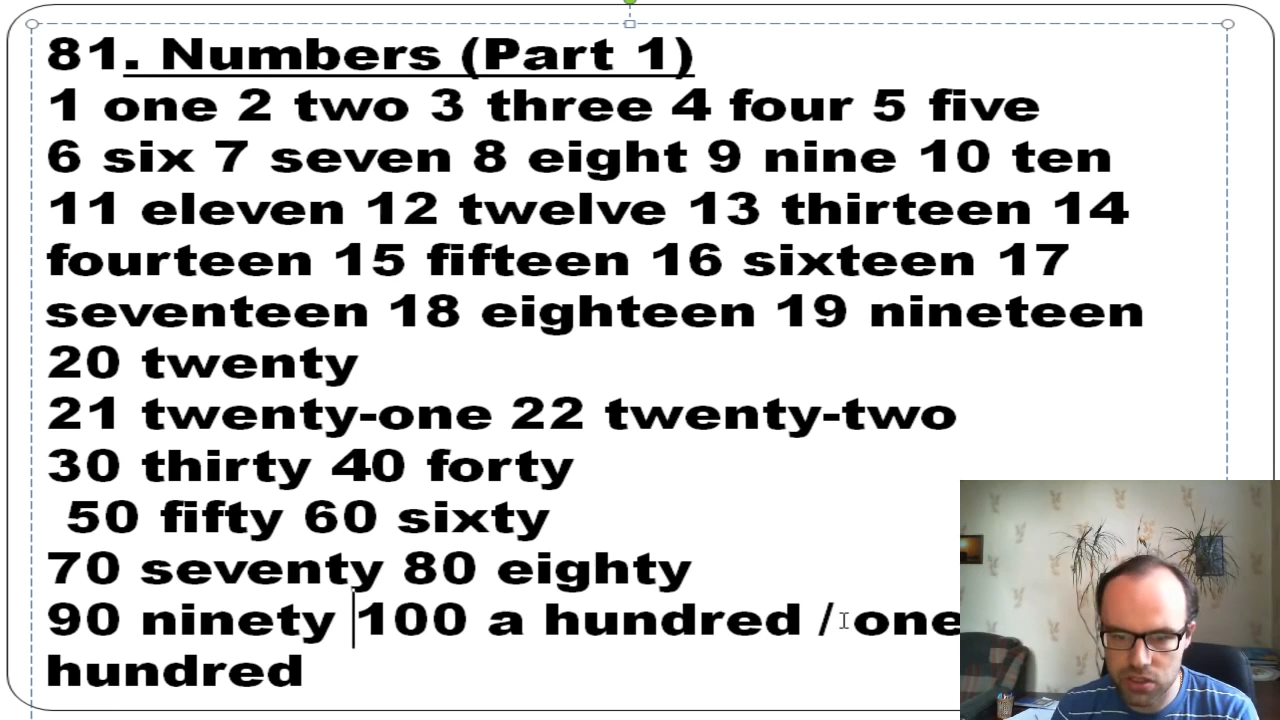 81. Numbers (Part 1)
1 one 2 two 3 three 4 four 5 five
6 six 7 seven 8 eight 9 nine 10 ten
11 eleven 12 twelve 13 thirteen 14
fourteen 15 fifteen 16 sixteen 17
seventeen 18 eighteen 19 nineteen
20 twenty
21 twenty-one 22 twenty-two
30 thirty 40 forty
50 fifty 60 sixty
70 seventy 80 eighty
90 ninety 100 a hundred / one
hundred